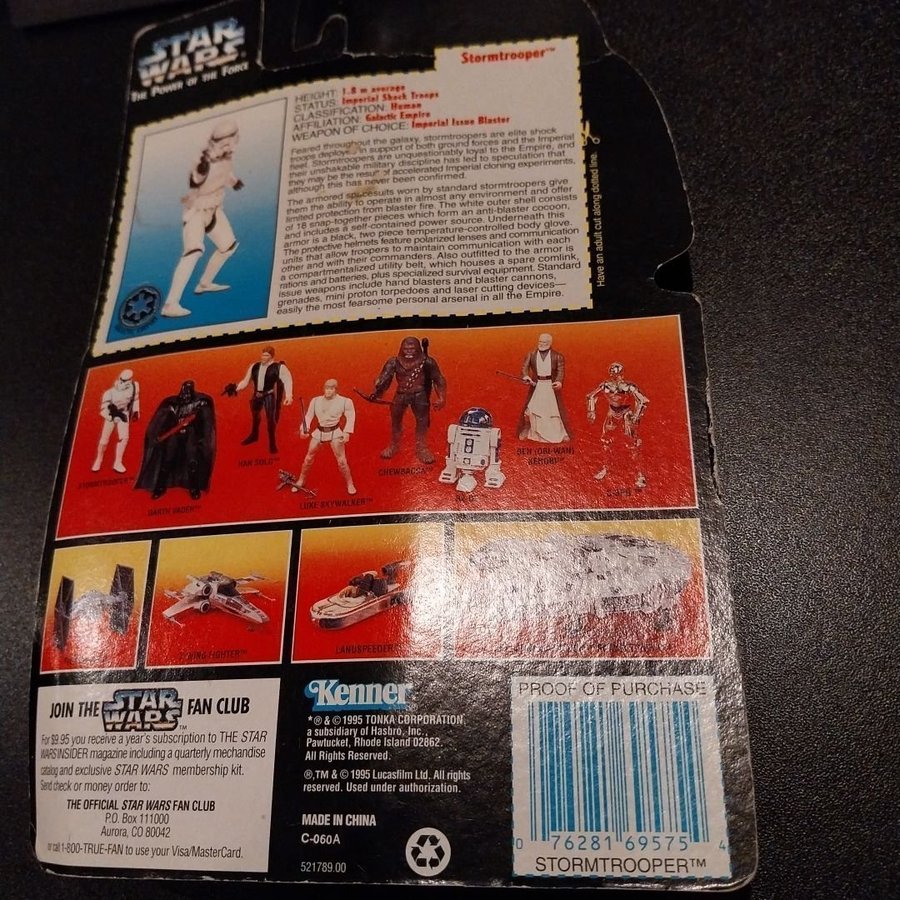 STAR WARS
THE POWER OF THE FORCE
Stormtrooper™
HEIGHT: 1.8 m average
STATUS: Imperial Shock Troops
CLASSIFICATION: Human
AFFILIATION: Galactic Empire
WEAPON OF CHOICE: Imperial Issue Blaster
Feared throughout the galaxy, stormtroopers are elite shock
troops deployed in support of both ground forces and the Imperial
fleet. Stormtroopers are unquestionably loyal to the Empire, and
their unshakable military discipline has led to speculation that
they may be the result of accelerated Imperial cloning experiments,
although this has never been confirmed.
The armored spacesuits worn by standard stormtroopers give
them the ability to operate in almost any environment and offer
limited protection from blaster fire. The white outer shell consists
of 18 snap-together pieces which form an anti-blaster cocoon,
and includes a self-contained power source. Underneath this
armor is a black, two piece temperature-controlled body glove.
The protective helmets feature polarized lenses and communication
units that allow troopers to maintain communication with each
other and with their commanders. Also outfitted to the armor is
a compartmentalized utility belt, which houses a spare comlink,
rations and batteries, plus specialized survival equipment. Standard
issue weapons include hand blasters and blaster cannons,
grenades, mini proton torpedoes and laser cutting devices—
easily the most fearsome personal arsenal in all the Empire.
Have an adult cut along dotted line.
STORMTROOPER™
DARTH VADER™
HAN SOLO™
LUKE SKYWALKER™
CHEWBACCA™
BEN (OBI-WAN)
KENOBI™
FIGHTER™
LANDSPEEDER
JOIN THE STAR WARS™ FAN CLUB
For $9.95 you receive a year's subscription to THE STAR
WARS INSIDER magazine including a quarterly merchandise
catalog and exclusive STAR WARS membership kit.
Send check or money order to:
THE OFFICIAL STAR WARS FAN CLUB
P.O. Box 111000
Aurora, CO 80042
or call 1-800-TRUE-FAN to use your Visa/MasterCard.
Kenner
*® & © 1995 TONKA CORPORATION,
a subsidiary of Hasbro, Inc.,
Pawtucket, Rhode Island 02862.
All Rights Reserved.
®,TM & © 1995 Lucasfilm Ltd. All rights
reserved. Used under authorization.
MADE IN CHINA
C-060A
521789.00
PROOF OF PURCHASE
0 76281 69575 4
STORMTROOPER™